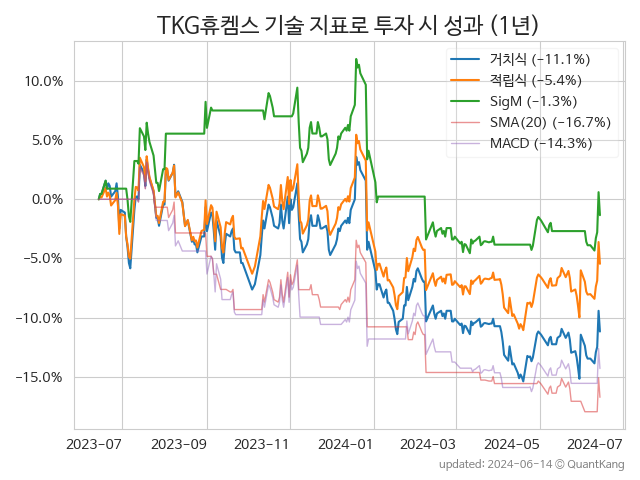 TKG휴켐스 기술 지표로 투자 시 성과 (1년)
거치식 (−11.1%)
적립식 (−5.4%)
SigM (−1.3%)
SMA(20) (−16.7%)
MACD (−14.3%)
10.0%
5.0%
0.0%
−5.0%
−10.0%
−15.0%
2023-07 2023-09 2023-11 2024-01 2024-03 2024-05 2024-07
updated: 2024-06-14 © QuantKang